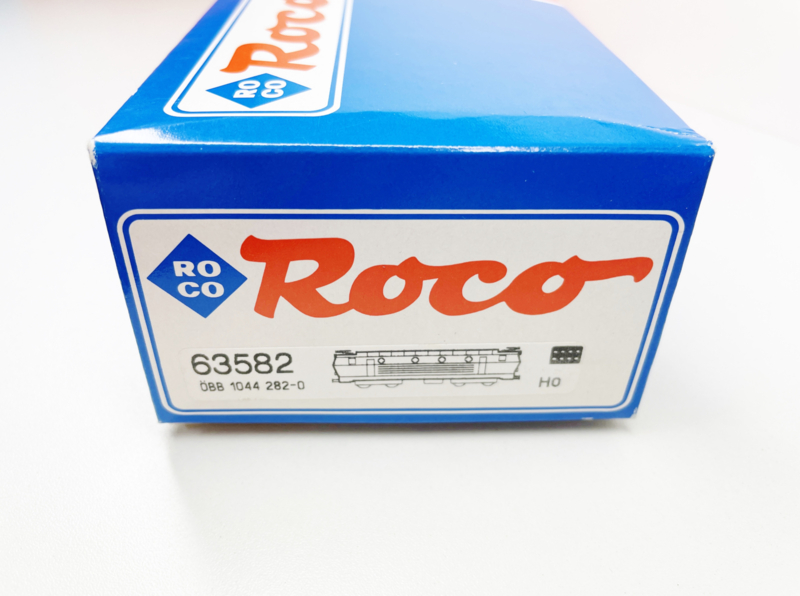 Roco
RO
CO
RO
CO
Roco
63582
ÖBB 1044 282-0
H0